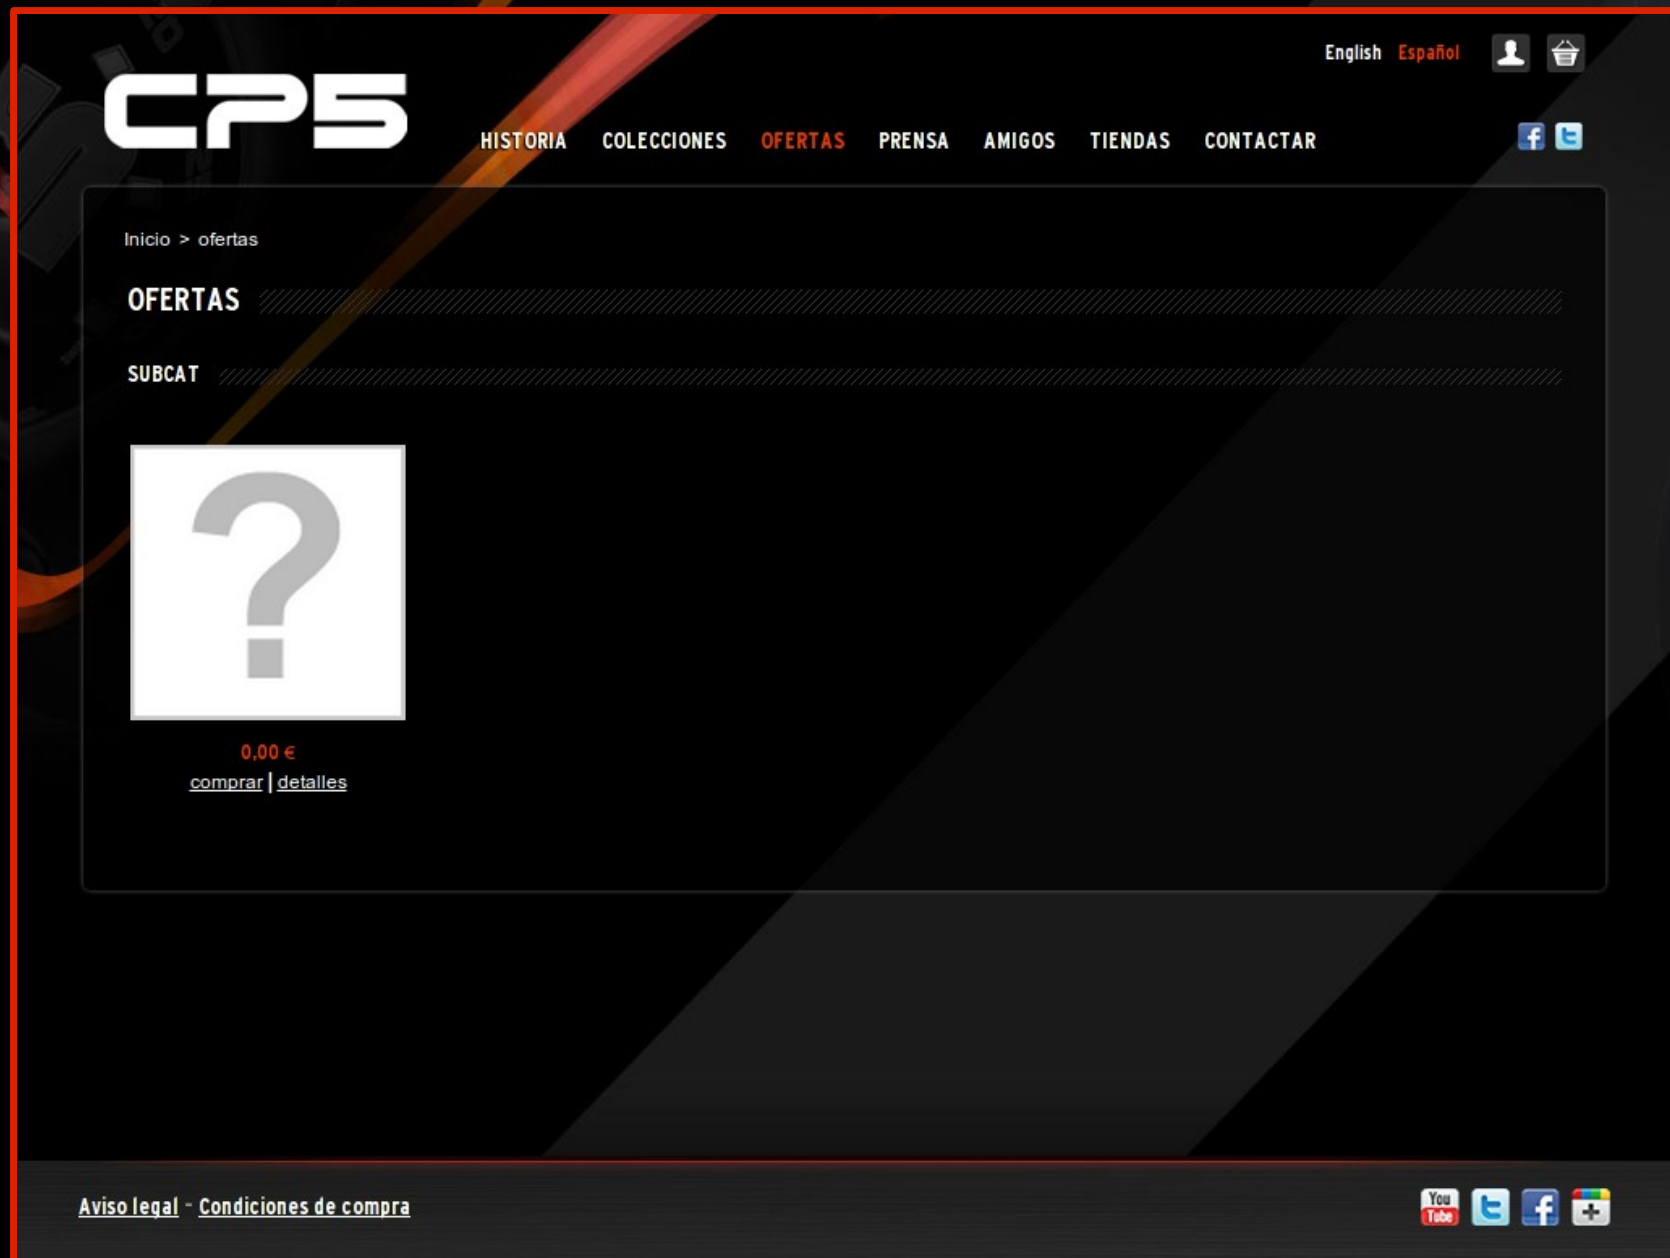 English Español
CP5
HISTORIA COLECCIONES OFERTAS PRENSA AMIGOS TIENDAS CONTACTAR
Inicio > ofertas
OFERTAS
SUBCAT
?
0,00 €
comprar | detalles
Aviso legal - Condiciones de compra
You
Tube